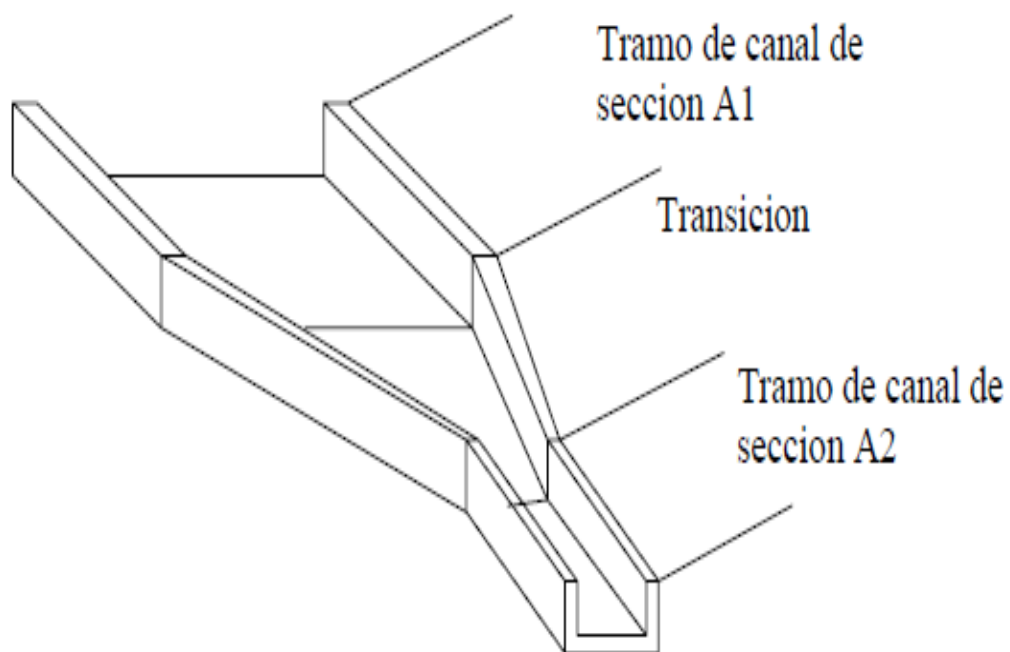 Tramo de canal de
seccion A1
Transicion
Tramo de canal de
seccion A2